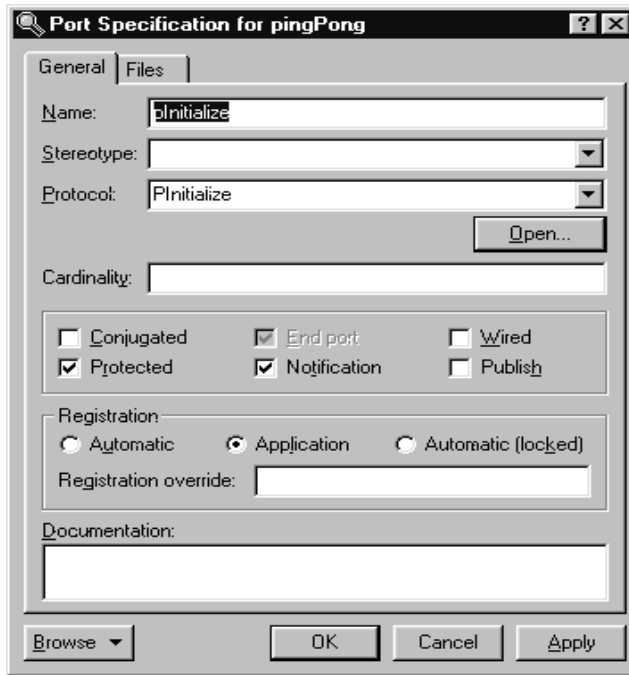 Port Specification for pingPong
General Files
Name: pInitialize
Stereotype:
Protocol: PInitialize
Open...
Cardinality:
Conjugated End port Wired
Protected Notification Publish
Registration
Automatic Application Automatic (locked)
Registration override:
Documentation:
Browse OK Cancel Apply